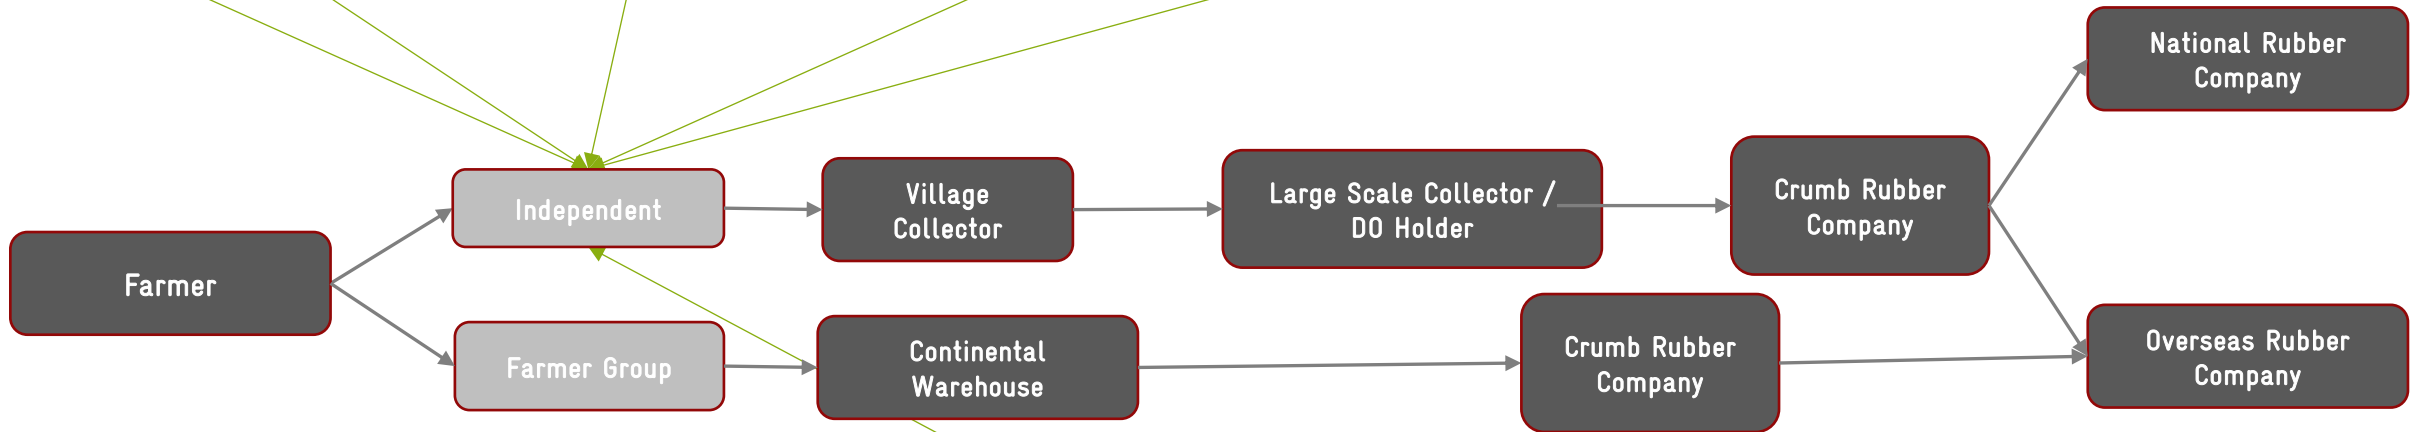 National Rubber
Company
Independent
Village
Collector
Large Scale Collector /
DO Holder
Crumb Rubber
Company
Farmer
Farmer Group
Continental
Warehouse
Crumb Rubber
Company
Overseas Rubber
Company